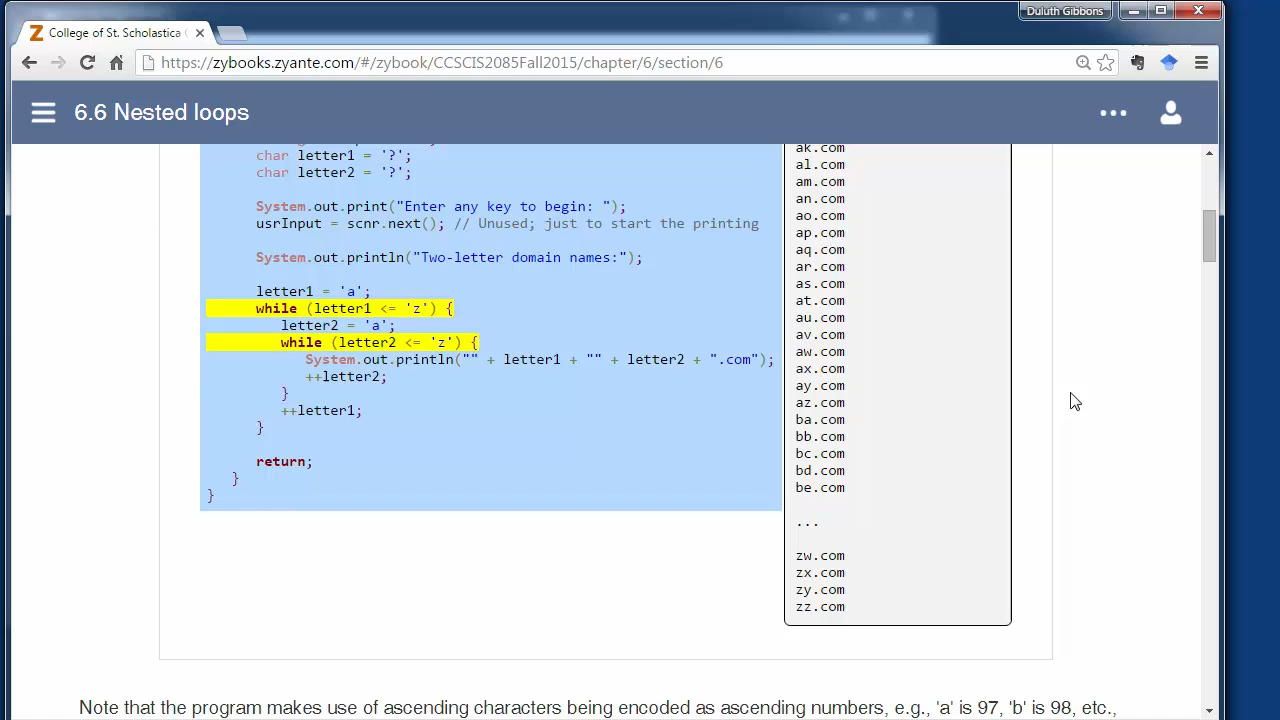 Duluth Gibbons
College of St. Scholastica
https://zybooks.zyante.com/#/zybook/CCSCIS2085Fall2015/chapter/6/section/6
6.6 Nested loops
char letter1 = '?';
char letter2 = '?';
System.out.print("Enter any key to begin: ");
usrInput = scnr.next(); // Unused; just to start the printing
System.out.println("Two-letter domain names:");
letter1 = 'a';
while (letter1 <= 'z') {
letter2 = 'a';
while (letter2 <= 'z') {
System.out.println("" + letter1 + "" + letter2 + ".com");
++letter2;
}
++letter1;
}
return;
}
}
ak.com
al.com
am.com
an.com
ao.com
ap.com
aq.com
ar.com
as.com
at.com
au.com
av.com
aw.com
ax.com
ay.com
az.com
ba.com
bb.com
bc.com
bd.com
be.com
...
zw.com
zx.com
zy.com
zz.com
Note that the program makes use of ascending characters being encoded as ascending numbers, e.g., 'a' is 97, 'b' is 98, etc.,